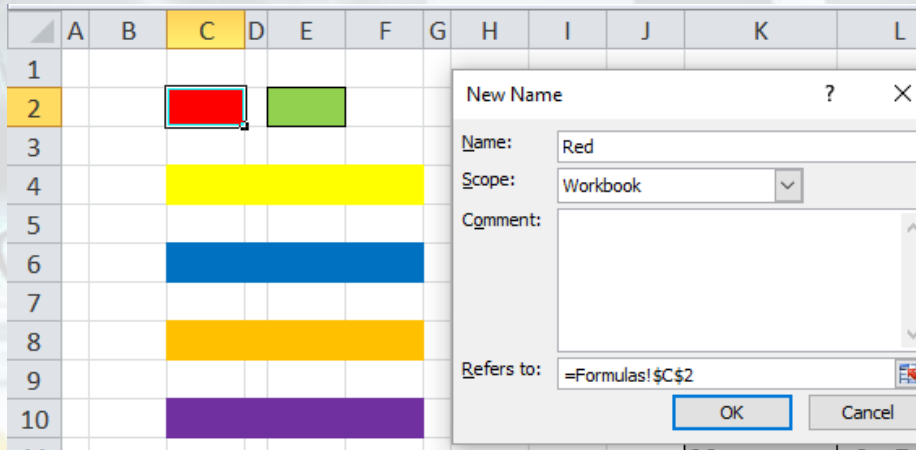 A B C D E F G H I J K L
1
2
3
4
5
6
7
8
9
10
New Name ?
Name: Red
Scope: Workbook
Comment:
Refers to: =Formulas!$C$2
OK Cancel